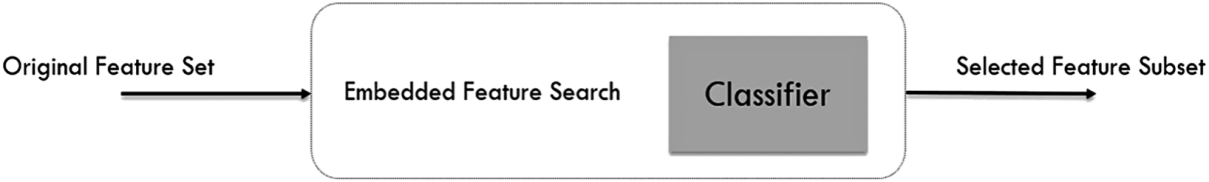 Original Feature Set
Embedded Feature Search
Classifier
Selected Feature Subset